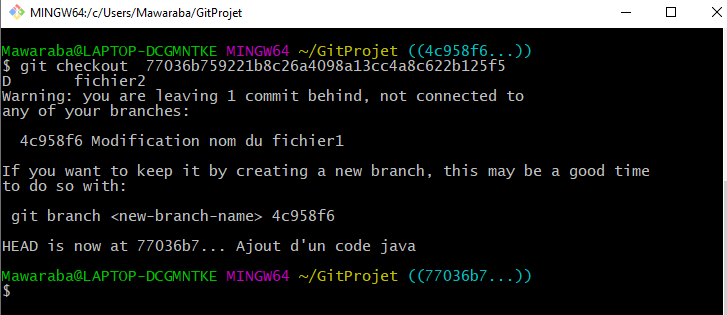 MINGW64:/c/Users/Mawaraba/GitProjet
Mawaraba@LAPTOP-DCGMNTKE MINGW64 ~/GitProjet ((4c958f6...))
$ git checkout  77036b759221b8c26a4098a13cc4a8c622b125f5
D       fichier2
Warning: you are leaving 1 commit behind, not connected to
any of your branches:
  4c958f6 Modification nom du fichier1
If you want to keep it by creating a new branch, this may be a good time
to do so with:
 git branch <new-branch-name> 4c958f6
HEAD is now at 77036b7... Ajout d'un code java
Mawaraba@LAPTOP-DCGMNTKE MINGW64 ~/GitProjet ((77036b7...))
$